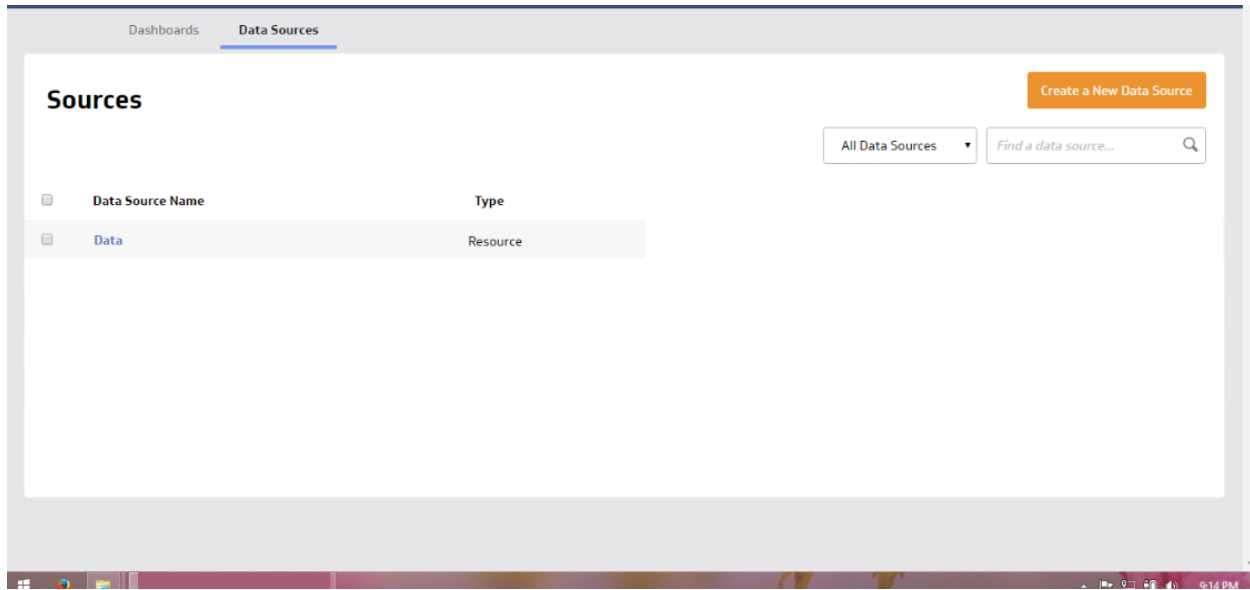 Dashboards Data Sources
Sources
Create a New Data Source
All Data Sources Find a data source...
Data Source Name Type
Data Resource
9:14 PM